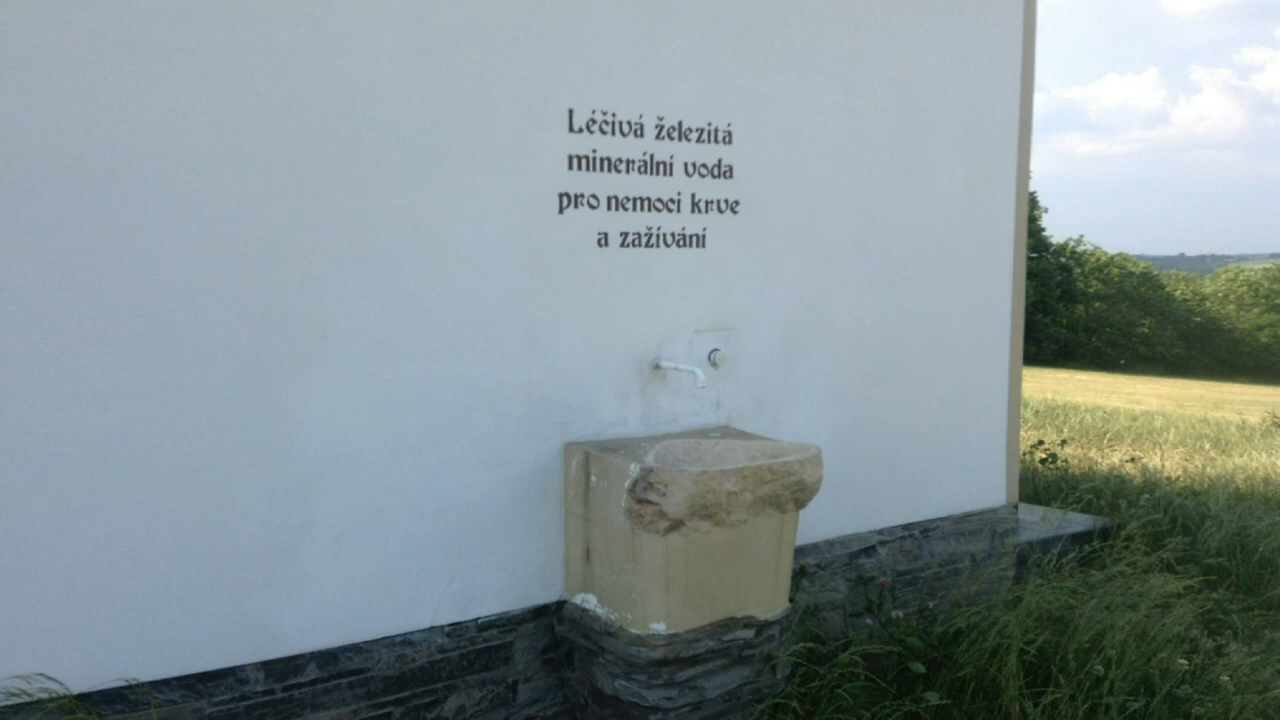 Léčivá železitá
minerální voda
pro nemoci krve
a zažívání